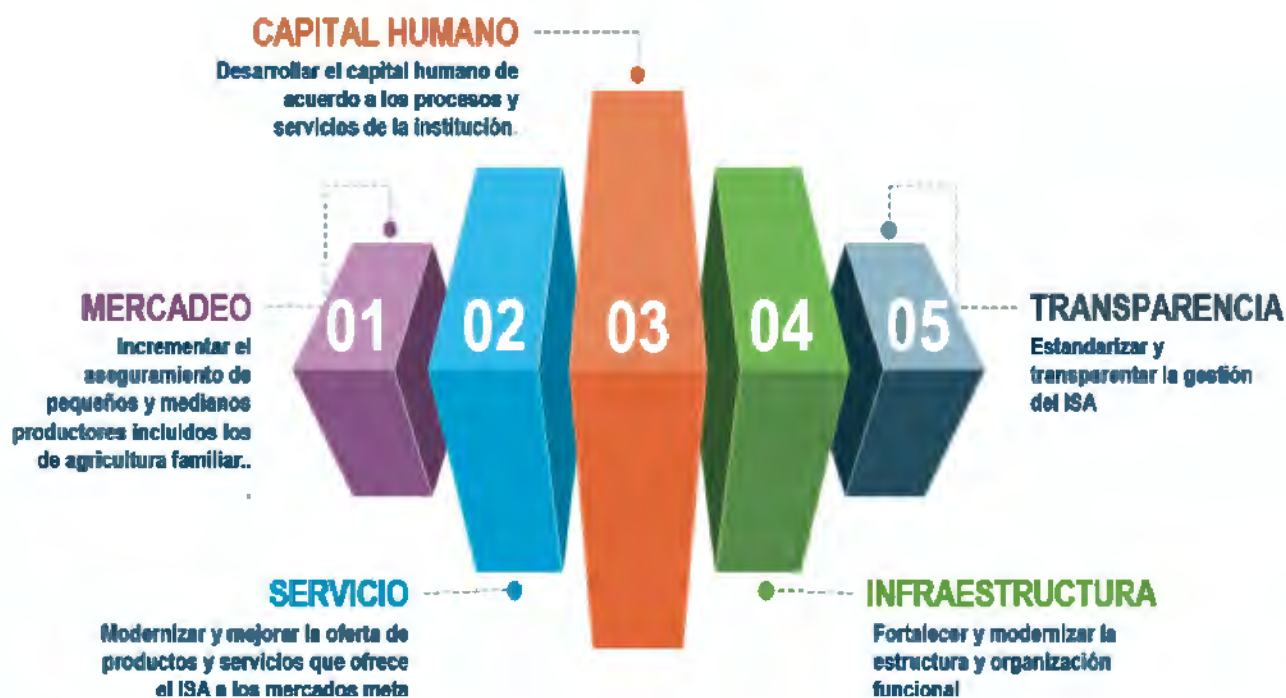 CAPITAL HUMANO
Desarrollar el capital humano de
acuerdo a los procesos y
servicios de la institución
01
02
03
04
05
MERCADEO
Incrementar el
aseguramiento de
pequeños y medianos
productores incluidos los
de agricultura familiar..
.
TRANSPARENCIA
Estandarizar y
transparentar la gestión
del ISA
SERVICIO
Modernizar y mejorar la oferta de
productos y servicios que ofrece
el ISA a los mercados meta
INFRAESTRUCTURA
Fortalecer y modernizar la
estructura y organización
funcional